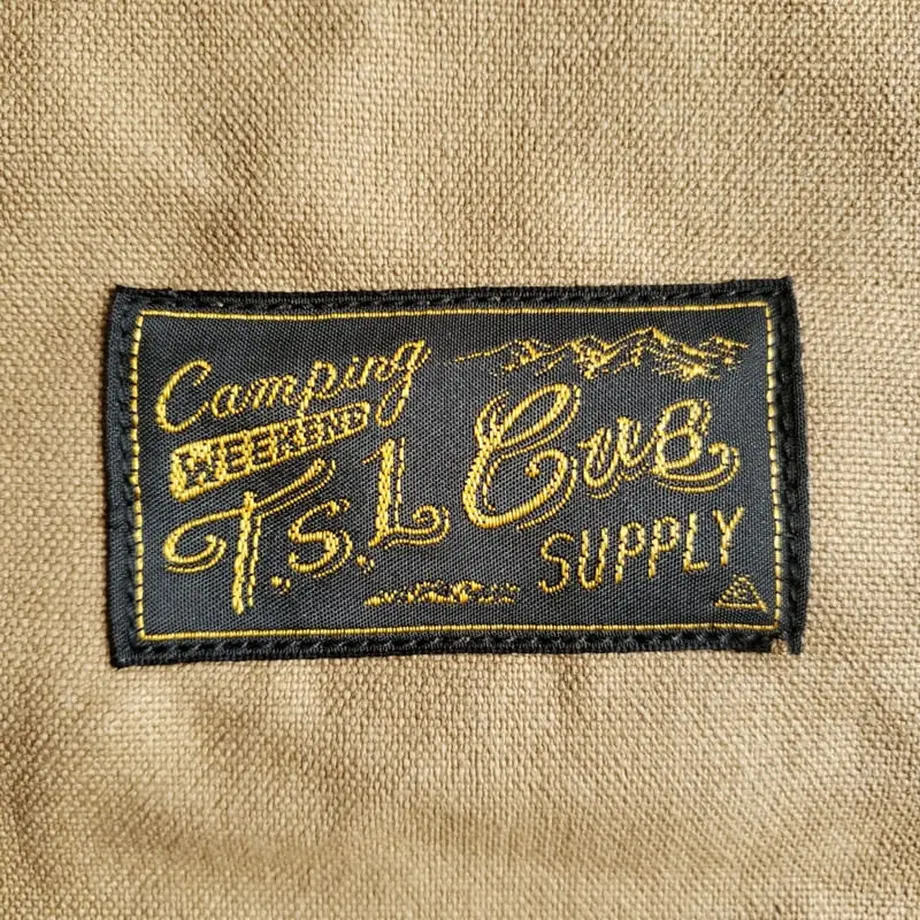 Camping
WEEKEND
T.S.L CUB
SUPPLY